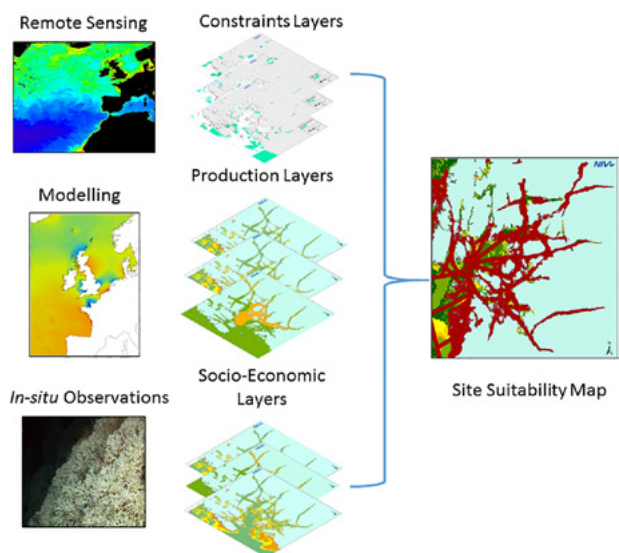 Remote Sensing
Constraints Layers
Modelling
Production Layers
In-situ Observations
Socio-Economic
Layers
Site Suitability Map